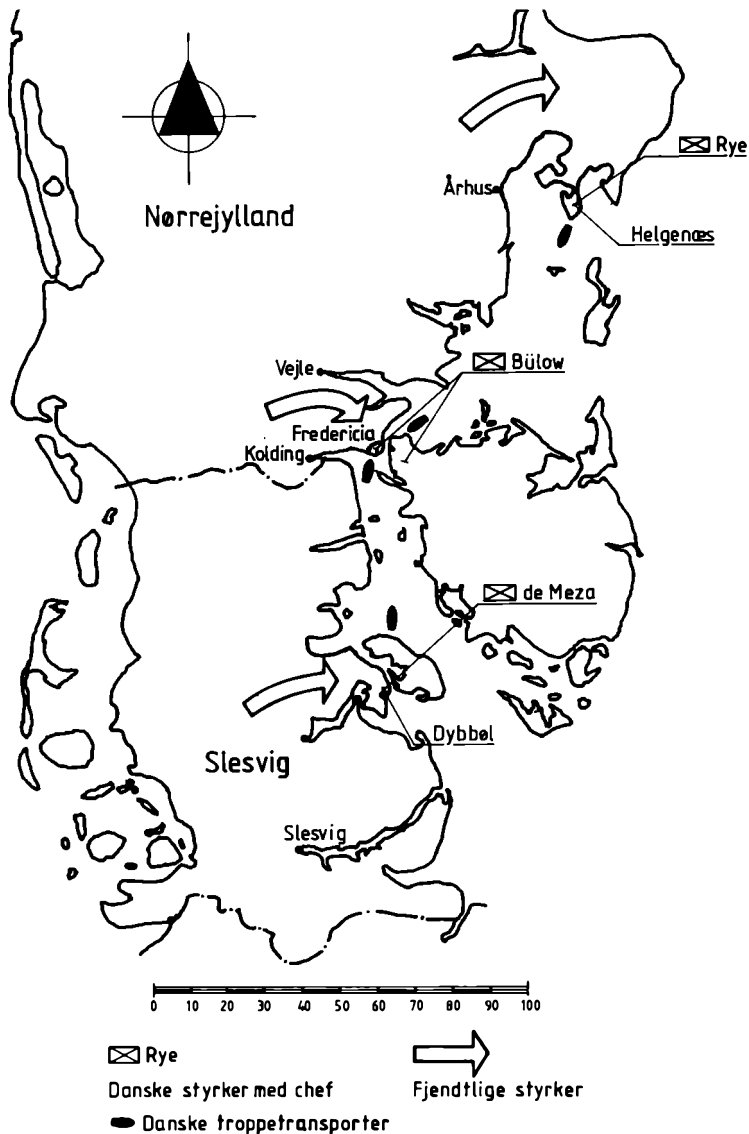 Rye
Århus
Nørrejylland
Helgenæs
Vejle
Bülow
Fredericia
Kolding
de Meza
Dybbøl
Slesvig
Slesvig
0 10 20 30 40 50 60 70 80 90 100
Rye
Danske styrker med chef
Fjendtlige styrker
Danske troppetransporter